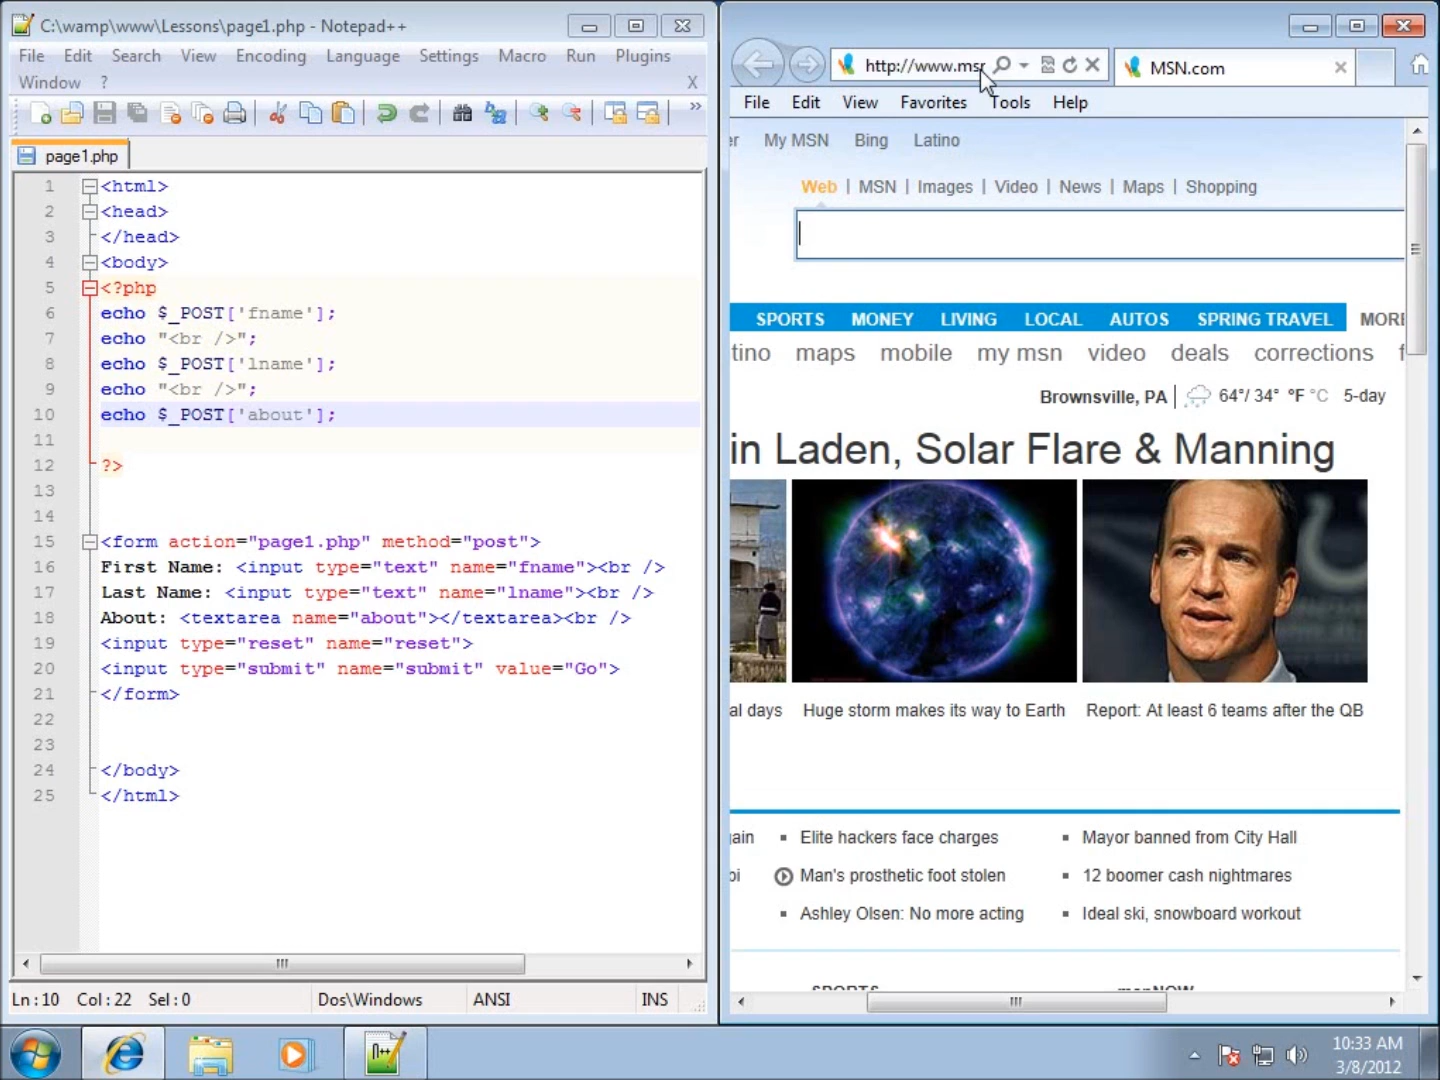 C:\wamp\www\Lessons\page1.php - Notepad++
File Edit Search View Encoding Language Settings Macro Run Plugins
Window ? X
page1.php
1 <html>
2 <head>
3 </head>
4 <body>
5 <?php
6 echo $_POST['fname'];
7 echo "<br />";
8 echo $_POST['lname'];
9 echo "<br />";
10 echo $_POST['about'];
11
12 ?>
13
14
15 <form action="page1.php" method="post">
16 First Name: <input type="text" name="fname"><br />
17 Last Name: <input type="text" name="lname"><br />
18 About: <textarea name="about"></textarea><br />
19 <input type="reset" name="reset">
20 <input type="submit" name="submit" value="Go">
21 </form>
22
23
24 </body>
25 </html>
Ln : 10 Col : 22 Sel : 0 Dos\Windows ANSI INS
http://www.msr
MSN.com
File Edit View Favorites Tools Help
er My MSN Bing Latino
Web | MSN | Images | Video | News | Maps | Shopping
SPORTS MONEY LIVING LOCAL AUTOS SPRING TRAVEL MORE
tino maps mobile my msn video deals corrections f
Brownsville, PA 64°/ 34° °F °C 5-day
in Laden, Solar Flare & Manning
al days Huge storm makes its way to Earth Report: At least 6 teams after the QB
ain Elite hackers face charges Mayor banned from City Hall
oi Man's prosthetic foot stolen 12 boomer cash nightmares
Ashley Olsen: No more acting Ideal ski, snowboard workout
SPORTS msnNOW
10:33 AM
3/8/2012